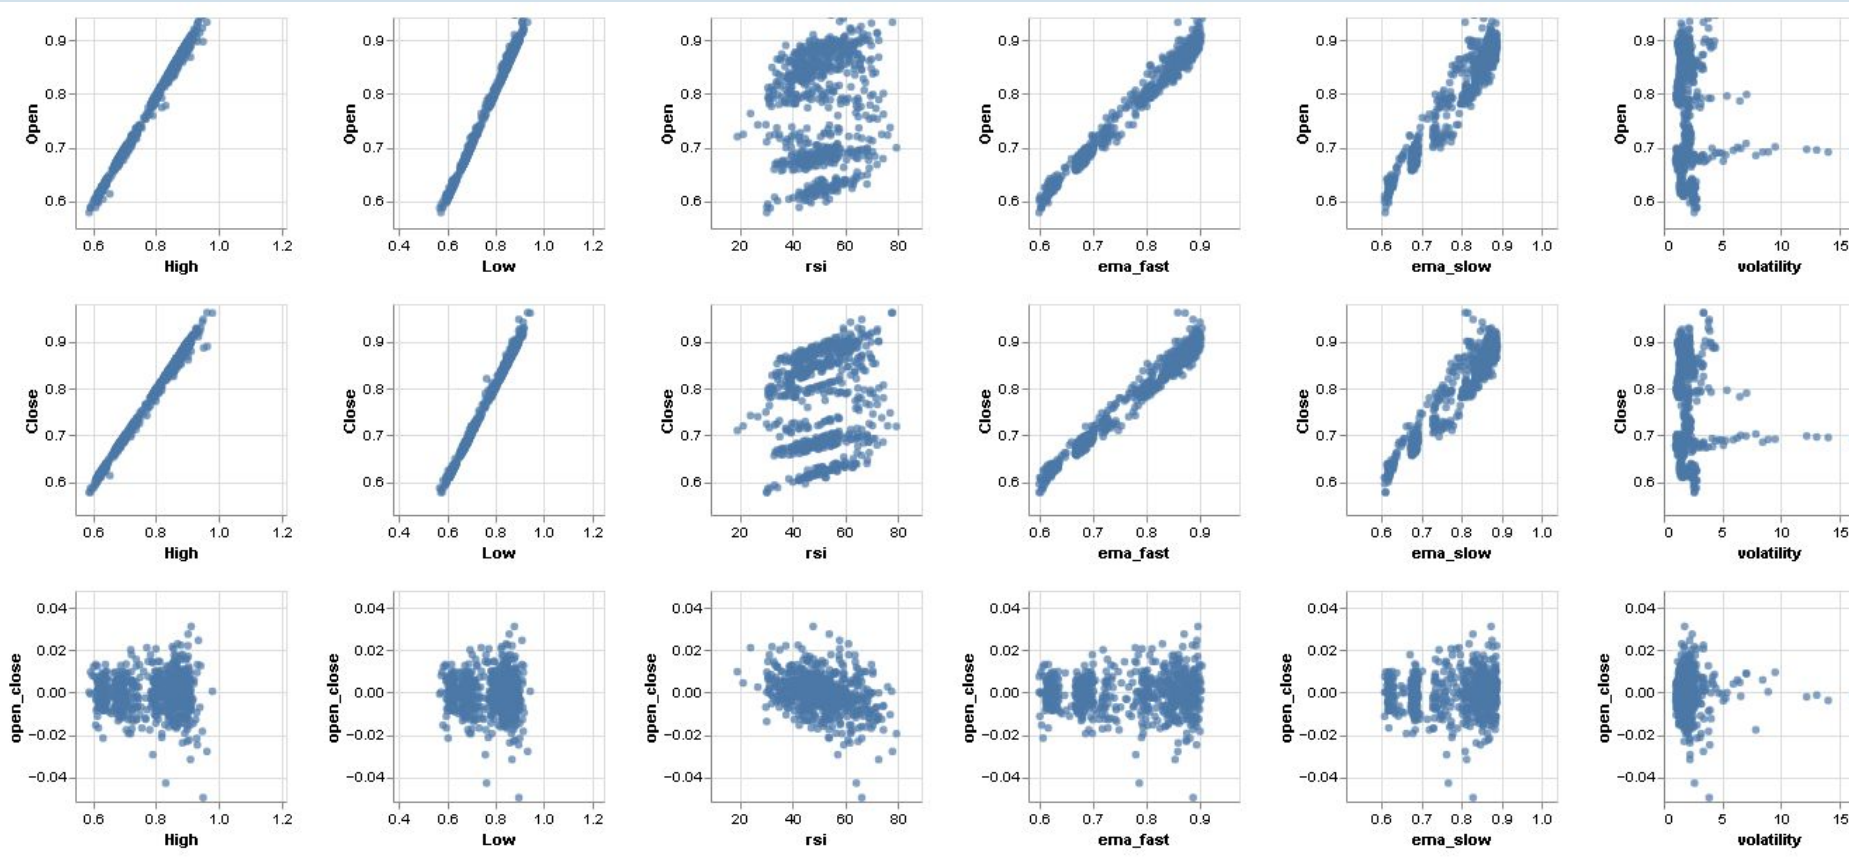 0.9 0.9 0.9 0.9 0.9 0.9
0.8 0.8 0.8 0.8 0.8 0.8
Open Open Open Open Open Open
0.7 0.7 0.7 0.7 0.7 0.7
0.6 0.6 0.6 0.6 0.6 0.6
0.6 0.8 1.0 1.2 0.4 0.6 0.8 1.0 1.2 20 40 60 80 0.6 0.7 0.8 0.9 0.6 0.7 0.8 0.9 1.0 0 5 10 15
High Low rsi ema_fast ema_slow volatility
0.9 0.9 0.9 0.9 0.9 0.9
0.8 0.8 0.8 0.8 0.8 0.8
Close Close Close Close Close Close
0.7 0.7 0.7 0.7 0.7 0.7
0.6 0.6 0.6 0.6 0.6 0.6
0.6 0.8 1.0 1.2 0.4 0.6 0.8 1.0 1.2 20 40 60 80 0.6 0.7 0.8 0.9 0.6 0.7 0.8 0.9 1.0 0 5 10 15
High Low rsi ema_fast ema_slow volatility
0.04 0.04 0.04 0.04 0.04 0.04
0.02 0.02 0.02 0.02 0.02 0.02
open_close open_close open_close open_close open_close open_close
0.00 0.00 0.00 0.00 0.00 0.00
−0.02 −0.02 −0.02 −0.02 −0.02 −0.02
−0.04 −0.04 −0.04 −0.04 −0.04 −0.04
0.6 0.8 1.0 1.2 0.4 0.6 0.8 1.0 1.2 20 40 60 80 0.6 0.7 0.8 0.9 0.6 0.7 0.8 0.9 1.0 0 5 10 15
High Low rsi ema_fast ema_slow volatility